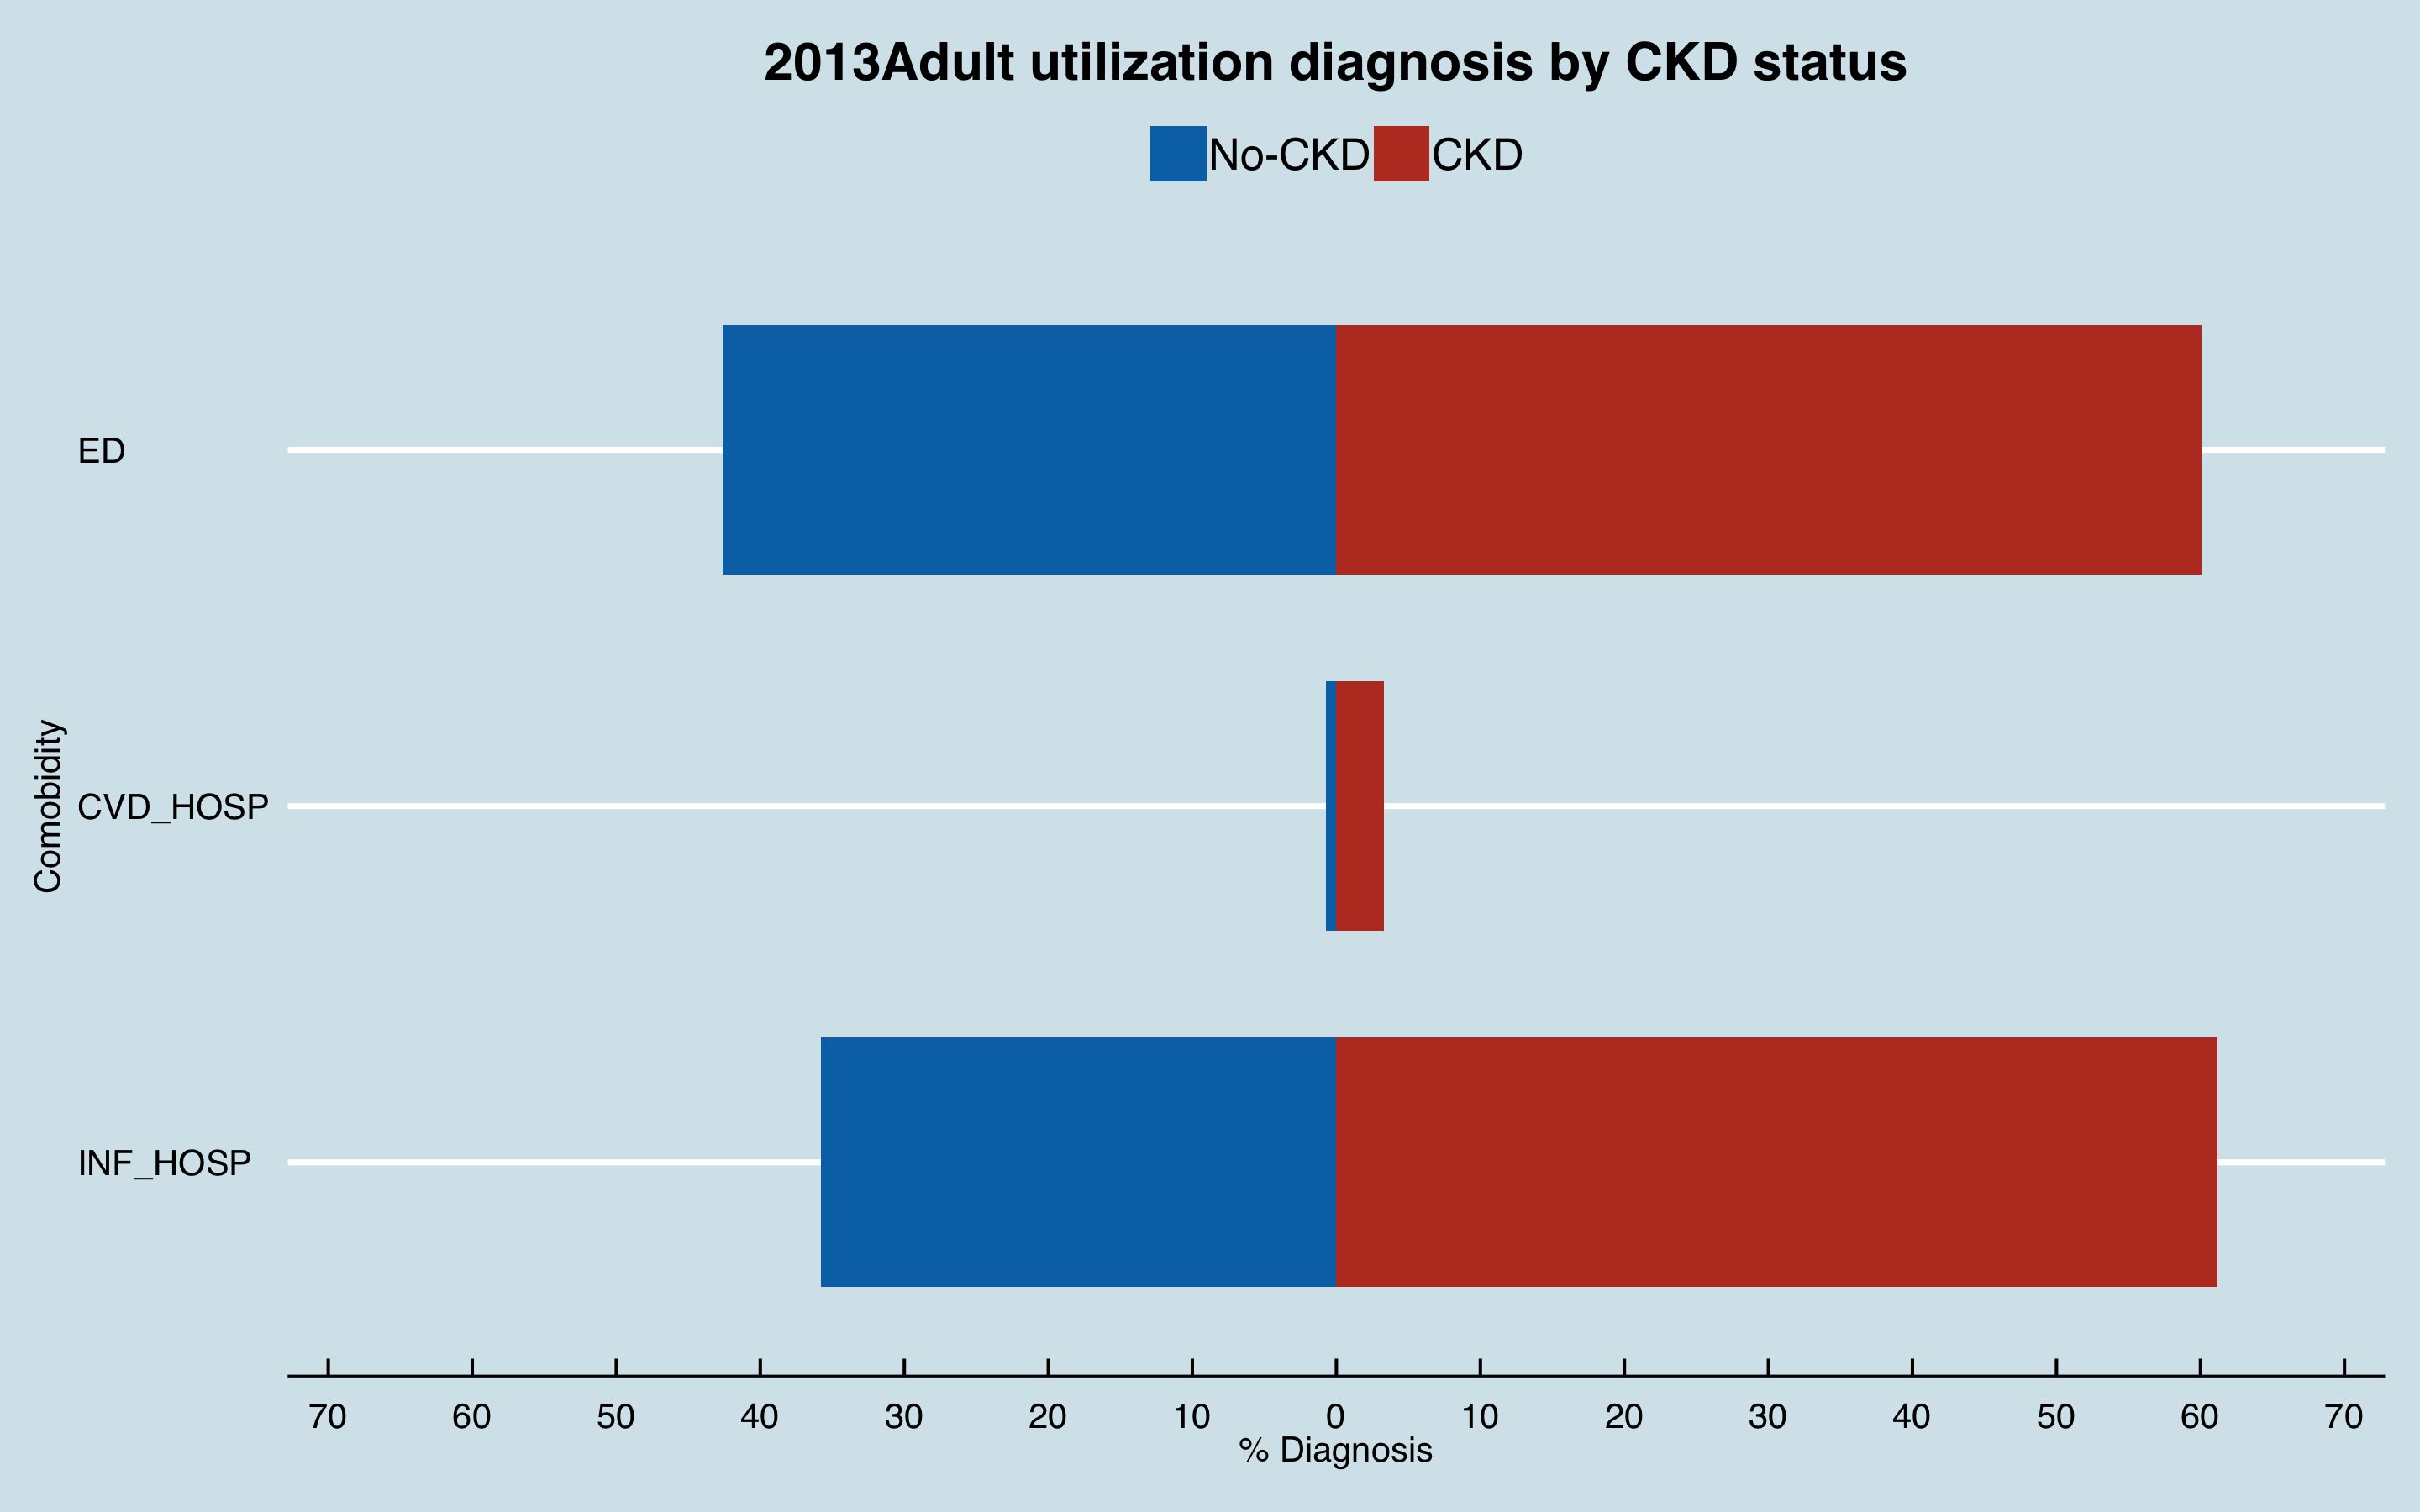 2013Adult utilization diagnosis by CKD status
No-CKD CKD
ED
CVD_HOSP
INF_HOSP
Comobidity
70 60 50 40 30 20 10 0 10 20 30 40 50 60 70
% Diagnosis